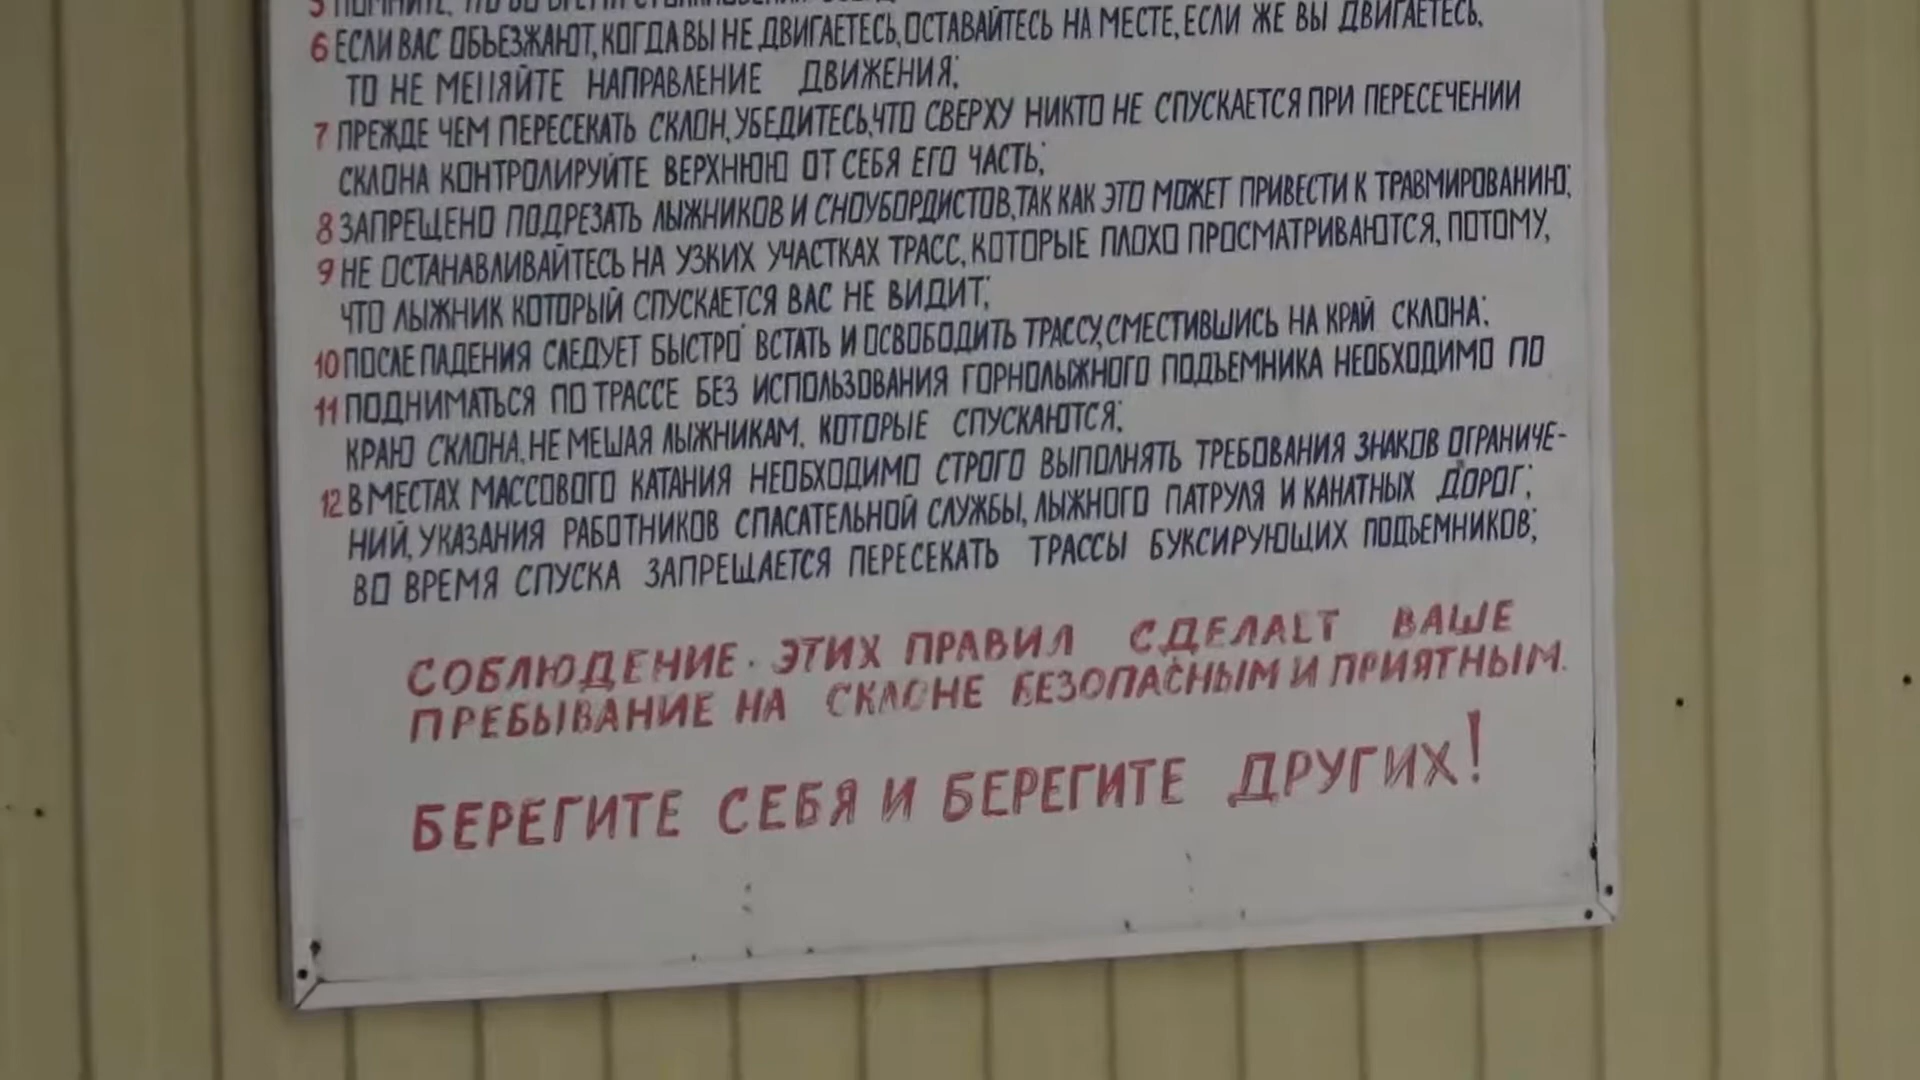 6 ЕСЛИ ВАС ОБЪЕЗЖАЮТ, КОГДА ВЫ НЕ ДВИГАЕТЕСЬ, ОСТАВАЙТЕСЬ НА МЕСТЕ, ЕСЛИ ЖЕ ВЫ ДВИГАЕТЕСЬ,
ТО НЕ МЕНЯЙТЕ НАПРАВЛЕНИЕ ДВИЖЕНИЯ;
7 ПРЕЖДЕ ЧЕМ ПЕРЕСЕКАТЬ СКЛОН, УБЕДИТЕСЬ, ЧТО СВЕРХУ НИКТО НЕ СПУСКАЕТСЯ ПРИ ПЕРЕСЕЧЕНИИ
СКЛОНА КОНТРОЛИРУЙТЕ ВЕРХНЮЮ ОТ СЕБЯ ЕГО ЧАСТЬ;
8 ЗАПРЕЩЕНО ПОДРЕЗАТЬ ЛЫЖНИКОВ И СНОУБОРДИСТОВ, ТАК КАК ЭТО МОЖЕТ ПРИВЕСТИ К ТРАВМИРОВАНИЮ;
9 НЕ ОСТАНАВЛИВАЙТЕСЬ НА УЗКИХ УЧАСТКАХ ТРАСС, КОТОРЫЕ ПЛОХО ПРОСМАТРИВАЮТСЯ, ПОТОМУ,
ЧТО ЛЫЖНИК КОТОРЫЙ СПУСКАЕТСЯ ВАС НЕ ВИДИТ;
10 ПОСЛЕ ПАДЕНИЯ СЛЕДУЕТ БЫСТРО ВСТАТЬ И ОСВОБОДИТЬ ТРАССУ, СМЕСТИВШИСЬ НА КРАЙ СКЛОНА;
11 ПОДНИМАТЬСЯ ПО ТРАССЕ БЕЗ ИСПОЛЬЗОВАНИЯ ГОРНОЛЫЖНОГО ПОДЪЕМНИКА НЕОБХОДИМО ПО
КРАЮ СКЛОНА, НЕ МЕШАЯ ЛЫЖНИКАМ, КОТОРЫЕ СПУСКАЮТСЯ;
12 В МЕСТАХ МАССОВОГО КАТАНИЯ НЕОБХОДИМО СТРОГО ВЫПОЛНЯТЬ ТРЕБОВАНИЯ ЗНАКОВ ОГРАНИЧЕ-
НИЙ, УКАЗАНИЯ РАБОТНИКОВ СПАСАТЕЛЬНОЙ СЛУЖБЫ, ЛЫЖНОГО ПАТРУЛЯ И КАНАТНЫХ ДОРОГ;
ВО ВРЕМЯ СПУСКА ЗАПРЕЩАЕТСЯ ПЕРЕСЕКАТЬ ТРАССЫ БУКСИРУЮЩИХ ПОДЪЕМНИКОВ;
СОБЛЮДЕНИЕ ЭТИХ ПРАВИЛ СДЕЛАЕТ ВАШЕ
ПРЕБЫВАНИЕ НА СКЛОНЕ БЕЗОПАСНЫМ И ПРИЯТНЫМ.
БЕРЕГИТЕ СЕБЯ И БЕРЕГИТЕ ДРУГИХ!